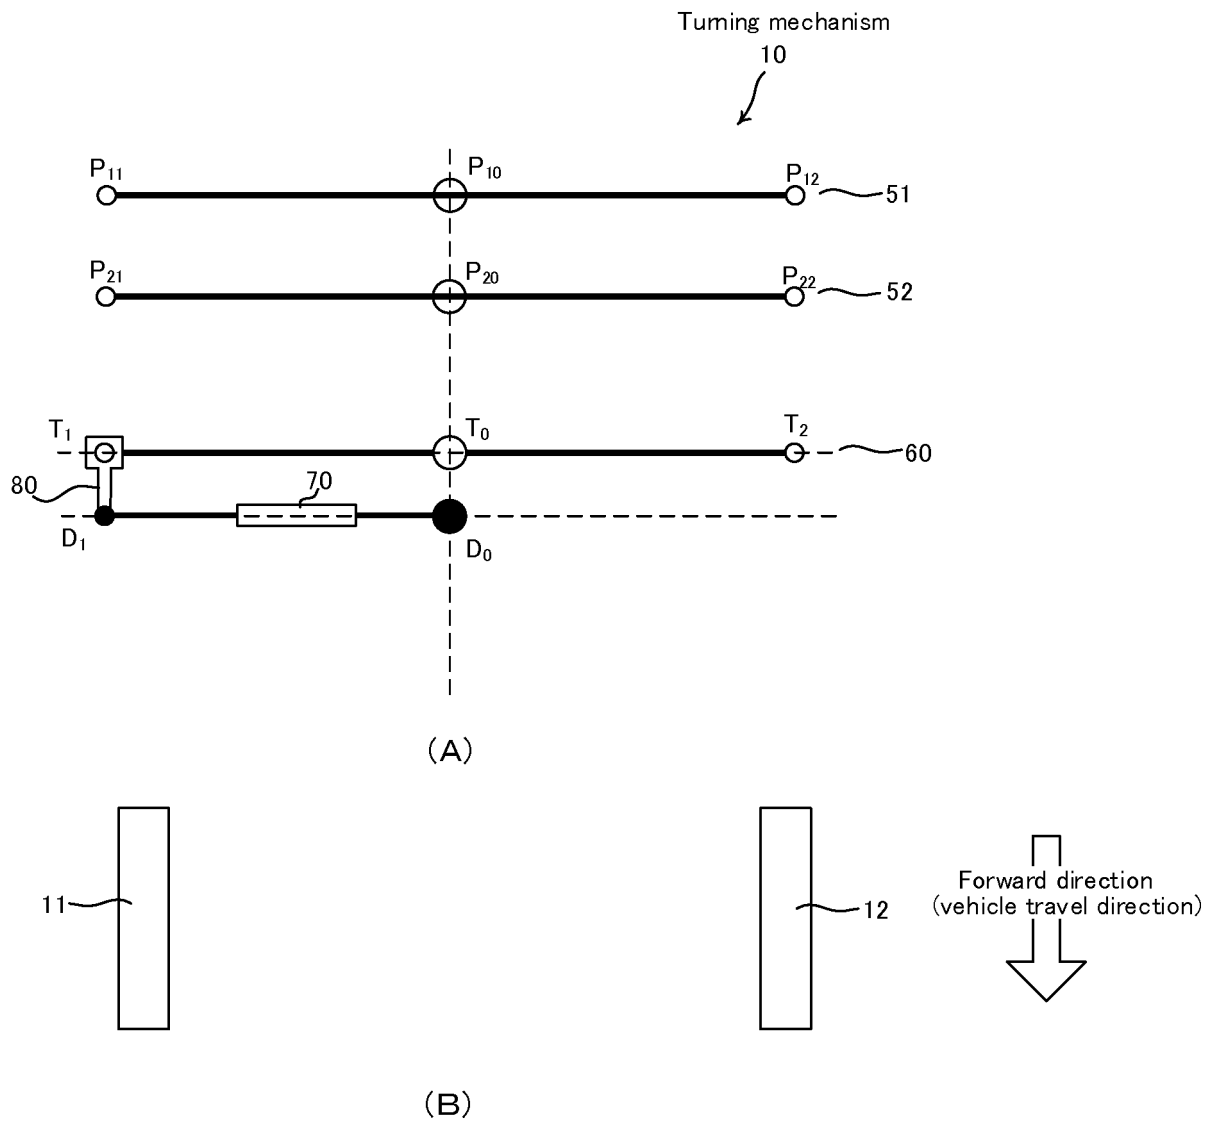 Turning mechanism
10
P11 P10 P12 51
P21 P20 P22 52
T1 T0 T2 60
80 70
D1 D0
(A)
11 12 Forward direction
(vehicle travel direction)
(B)